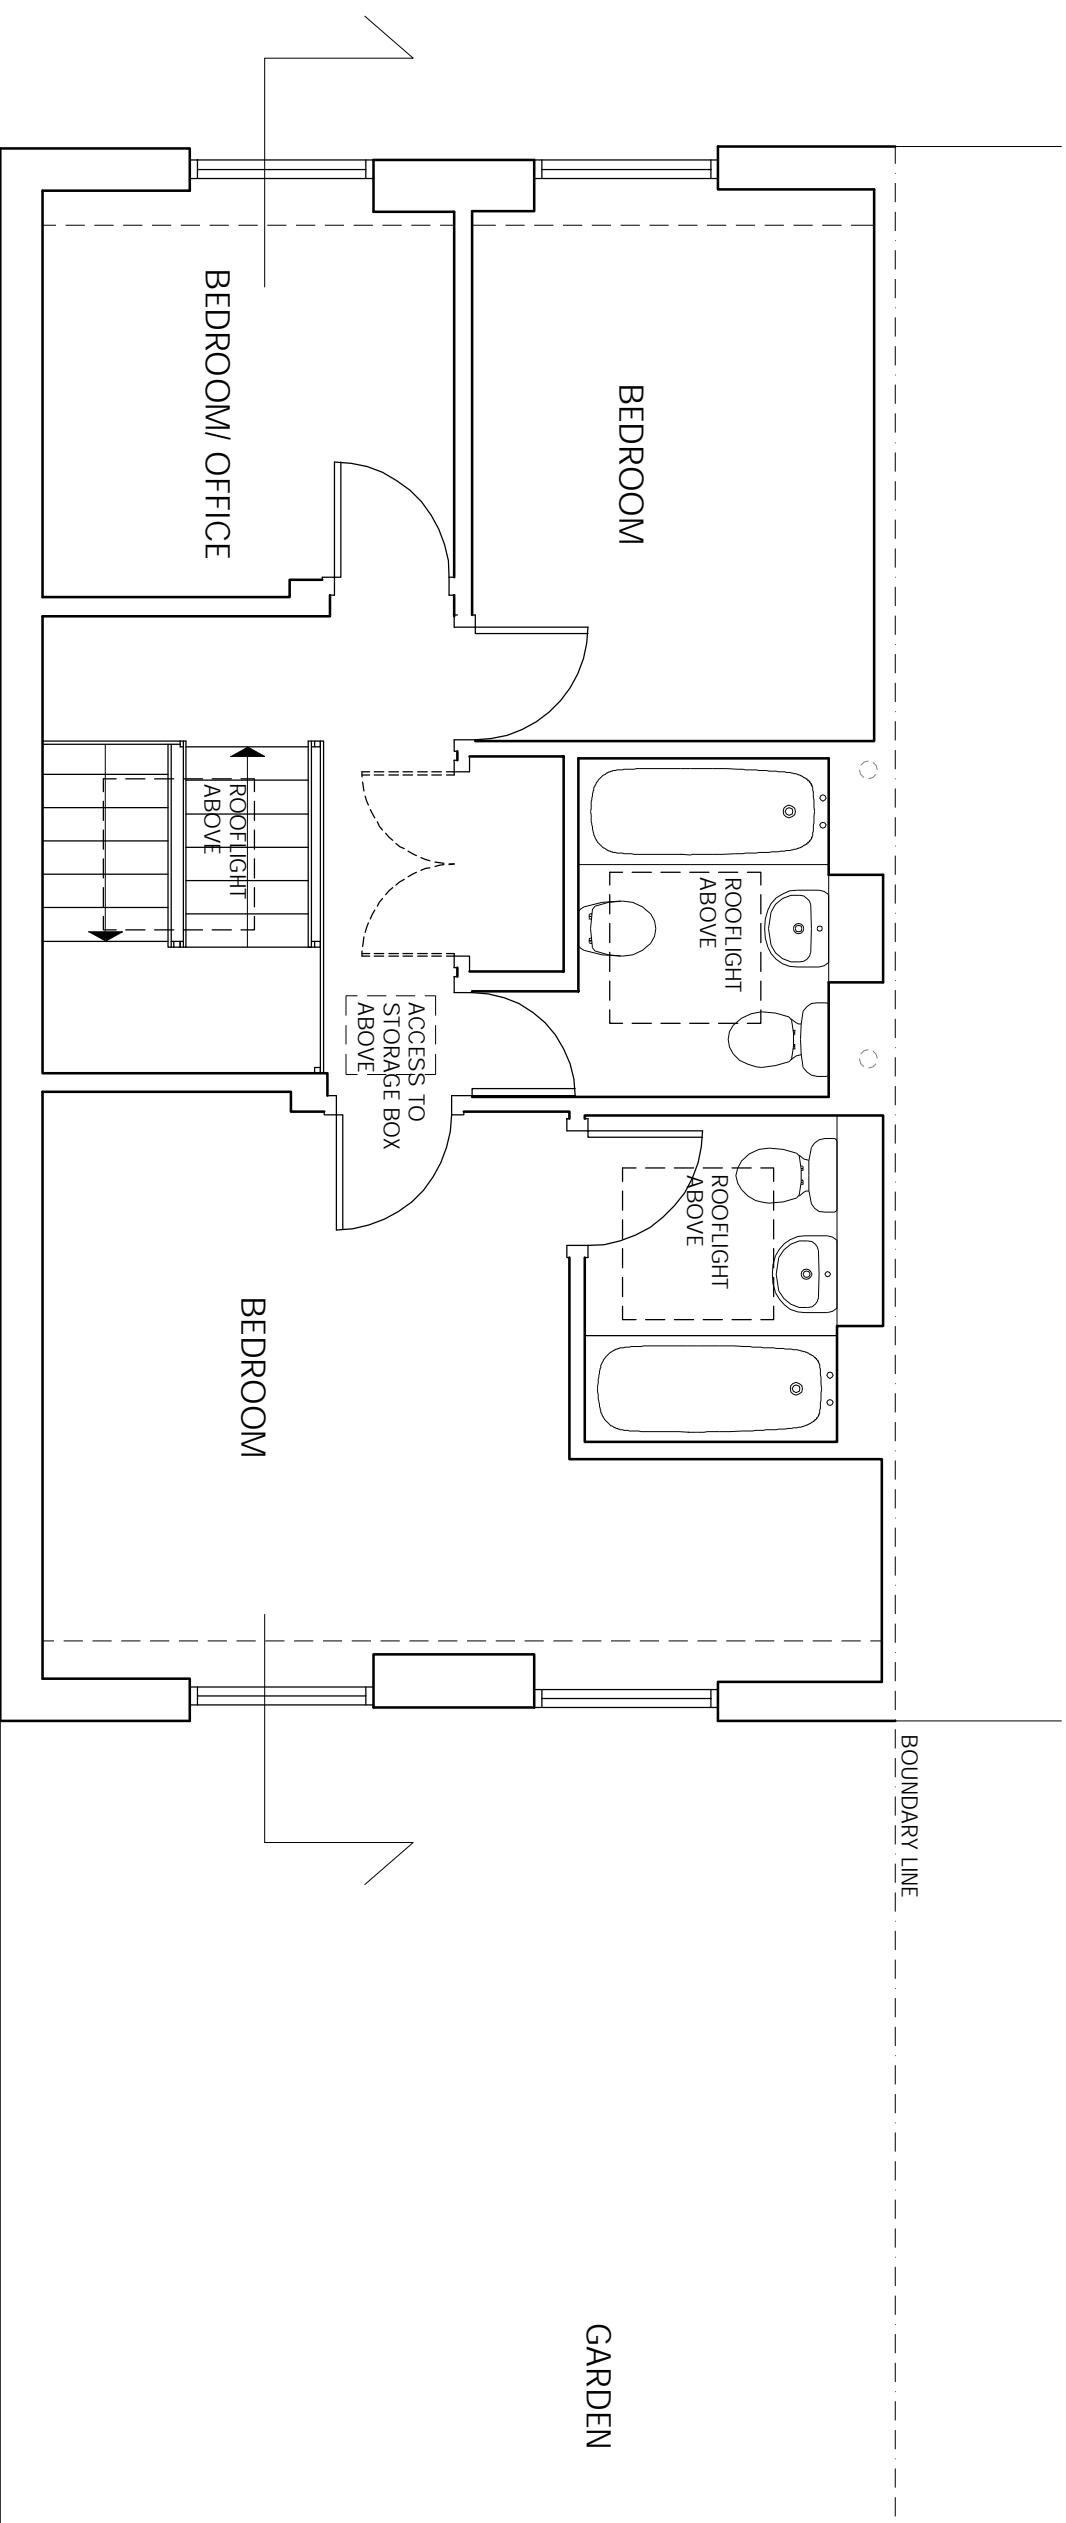 BEDROOM/ OFFICE
BEDROOM
ROOFLIGHT
ABOVE
ROOFLIGHT
ABOVE
ACCESS TO
STORAGE BOX
ABOVE
ROOFLIGHT
ABOVE
BEDROOM
BOUNDARY LINE
GARDEN